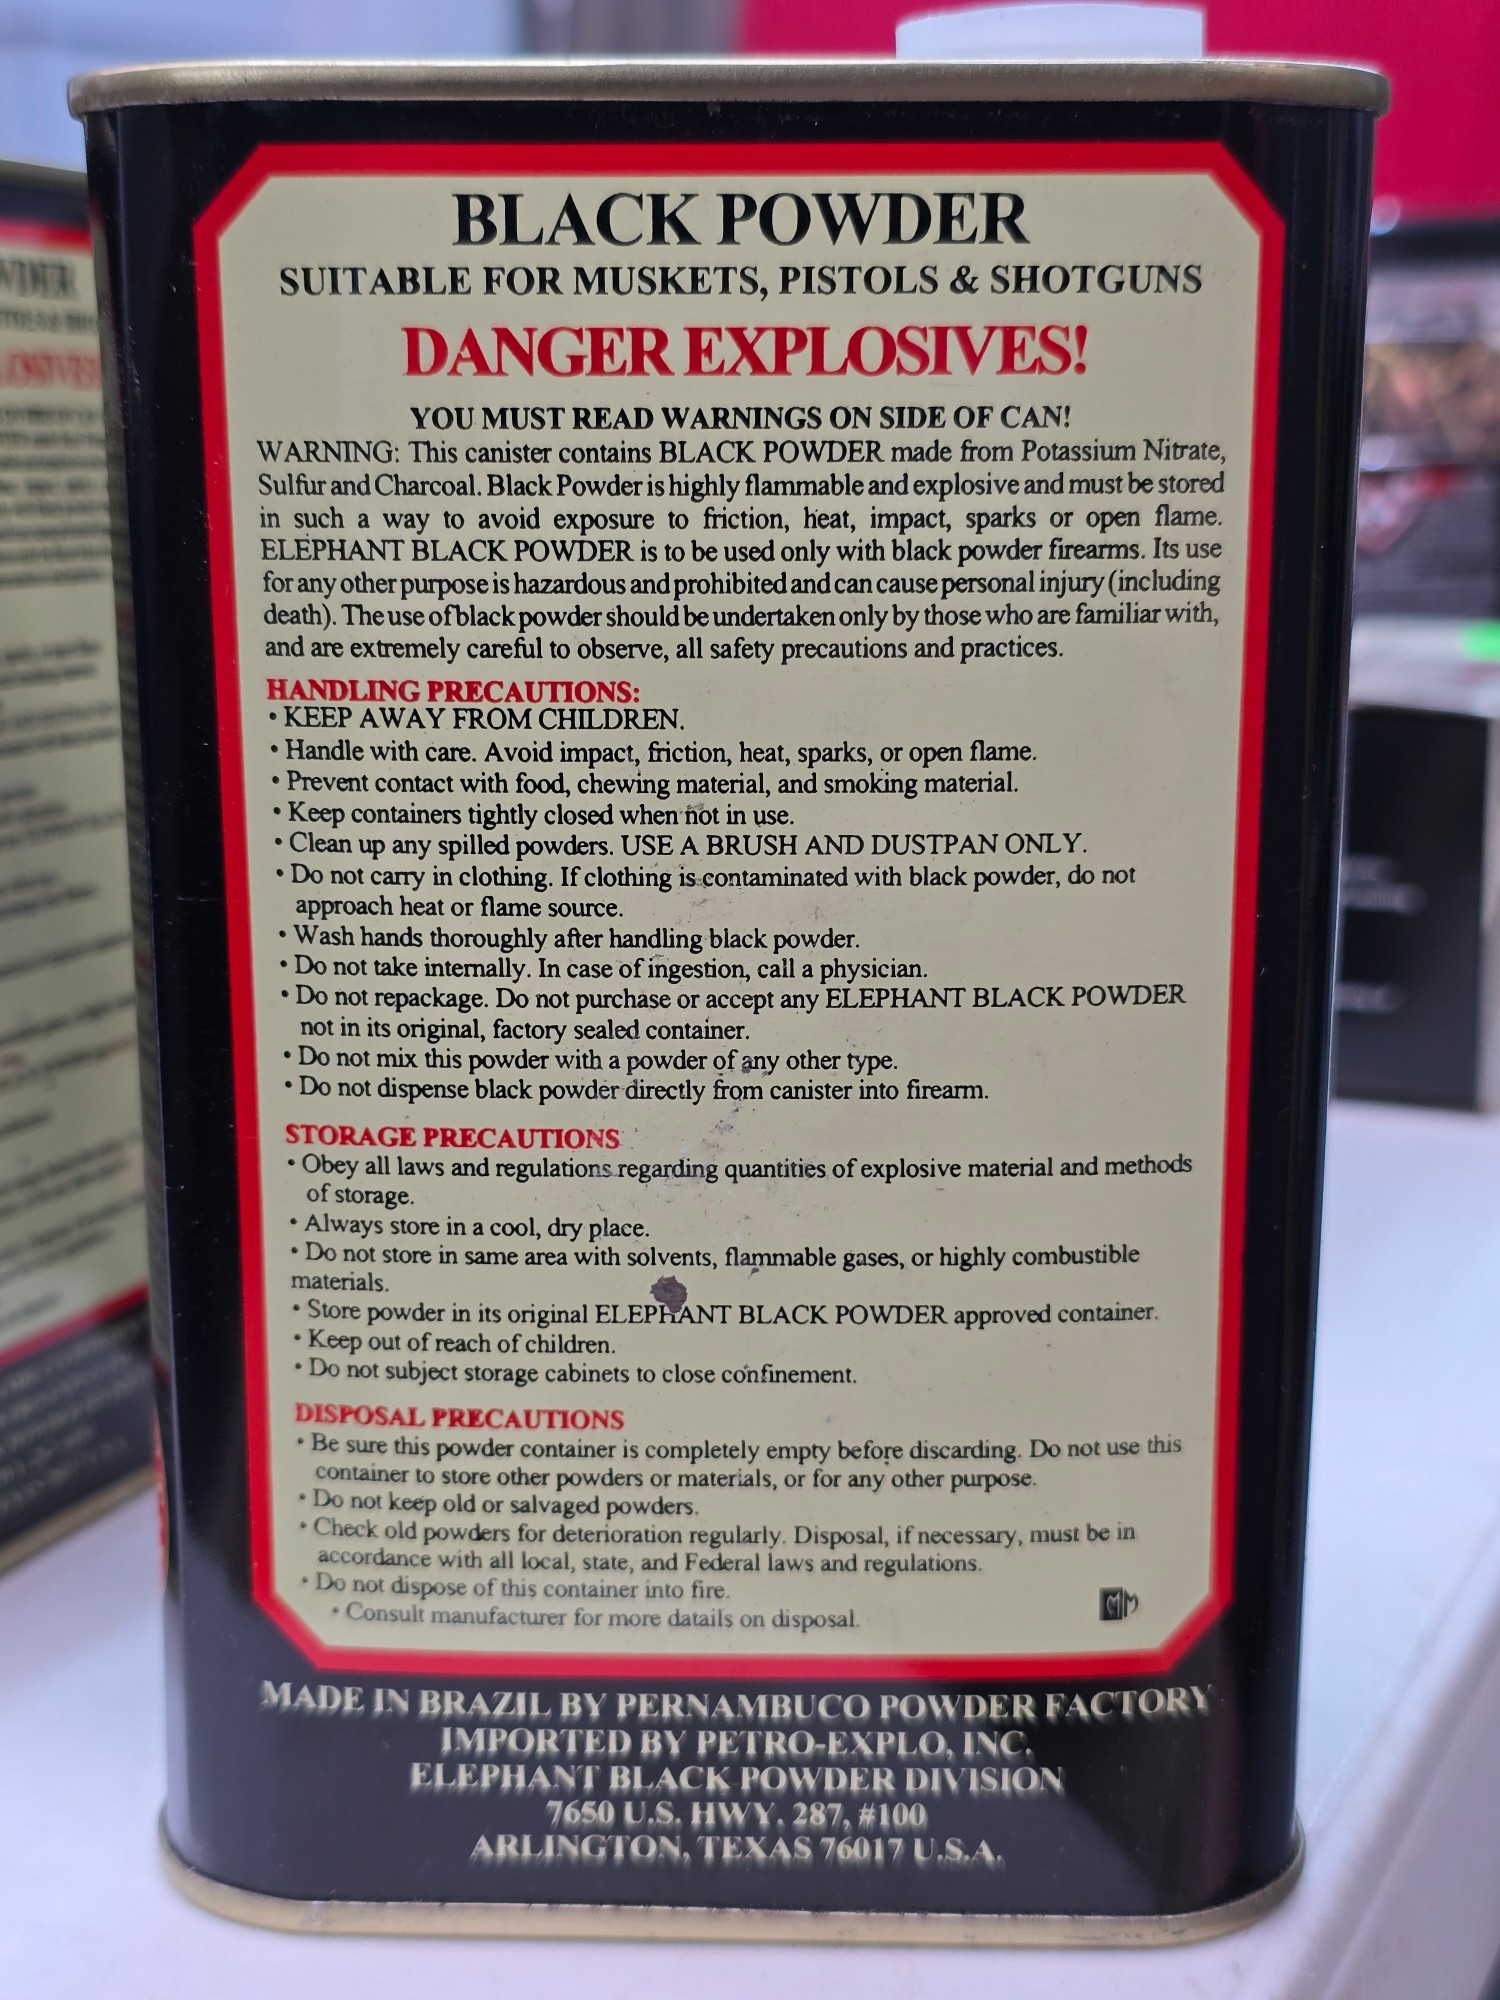 BLACK POWDER
SUITABLE FOR MUSKETS, PISTOLS & SHOTGUNS
DANGER EXPLOSIVES!
YOU MUST READ WARNINGS ON SIDE OF CAN!
WARNING: This canister contains BLACK POWDER made from Potassium Nitrate,
Sulfur and Charcoal. Black Powder is highly flammable and explosive and must be stored
in such a way to avoid exposure to friction, heat, impact, sparks or open flame.
ELEPHANT BLACK POWDER is to be used only with black powder firearms. Its use
for any other purpose is hazardous and prohibited and can cause personal injury (including
death). The use of black powder should be undertaken only by those who are familiar with,
and are extremely careful to observe, all safety precautions and practices.
HANDLING PRECAUTIONS:
• KEEP AWAY FROM CHILDREN.
• Handle with care. Avoid impact, friction, heat, sparks, or open flame.
• Prevent contact with food, chewing material, and smoking material.
• Keep containers tightly closed when not in use.
• Clean up any spilled powders. USE A BRUSH AND DUSTPAN ONLY.
• Do not carry in clothing. If clothing is contaminated with black powder, do not
approach heat or flame source.
• Wash hands thoroughly after handling black powder.
• Do not take internally. In case of ingestion, call a physician.
• Do not repackage. Do not purchase or accept any ELEPHANT BLACK POWDER
not in its original, factory sealed container.
• Do not mix this powder with a powder of any other type.
• Do not dispense black powder directly from canister into firearm.
STORAGE PRECAUTIONS
• Obey all laws and regulations regarding quantities of explosive material and methods
of storage.
• Always store in a cool, dry place.
• Do not store in same area with solvents, flammable gases, or highly combustible
materials.
• Store powder in its original ELEPHANT BLACK POWDER approved container.
• Keep out of reach of children.
• Do not subject storage cabinets to close confinement.
DISPOSAL PRECAUTIONS
• Be sure this powder container is completely empty before discarding. Do not use this
container to store other powders or materials, or for any other purpose.
• Do not keep old or salvaged powders.
• Check old powders for deterioration regularly. Disposal, if necessary, must be in
accordance with all local, state, and Federal laws and regulations.
• Do not dispose of this container into fire.
• Consult manufacturer for more datails on disposal.
MADE IN BRAZIL BY PERNAMBUCO POWDER FACTORY
IMPORTED BY PETRO-EXPLO, INC.
ELEPHANT BLACK POWDER DIVISION
7650 U.S. HWY. 287, #100
ARLINGTON, TEXAS 76017 U.S.A.